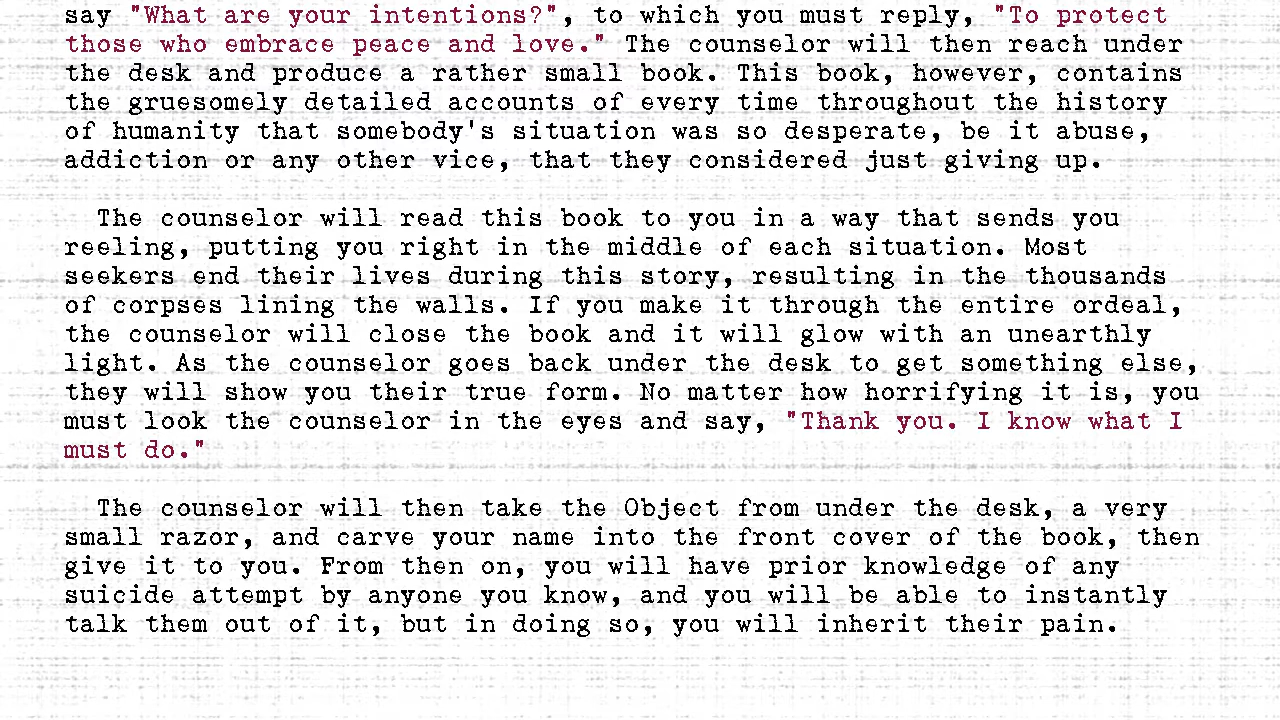 say "What are your intentions?", to which you must reply, "To protect
those who embrace peace and love." The counselor will then reach under
the desk and produce a rather small book. This book, however, contains
the gruesomely detailed accounts of every time throughout the history
of humanity that somebody's situation was so desperate, be it abuse,
addiction or any other vice, that they considered just giving up.
The counselor will read this book to you in a way that sends you
reeling, putting you right in the middle of each situation. Most
seekers end their lives during this story, resulting in the thousands
of corpses lining the walls. If you make it through the entire ordeal,
the counselor will close the book and it will glow with an unearthly
light. As the counselor goes back under the desk to get something else,
they will show you their true form. No matter how horrifying it is, you
must look the counselor in the eyes and say, "Thank you. I know what I
must do."
The counselor will then take the Object from under the desk, a very
small razor, and carve your name into the front cover of the book, then
give it to you. From then on, you will have prior knowledge of any
suicide attempt by anyone you know, and you will be able to instantly
talk them out of it, but in doing so, you will inherit their pain.